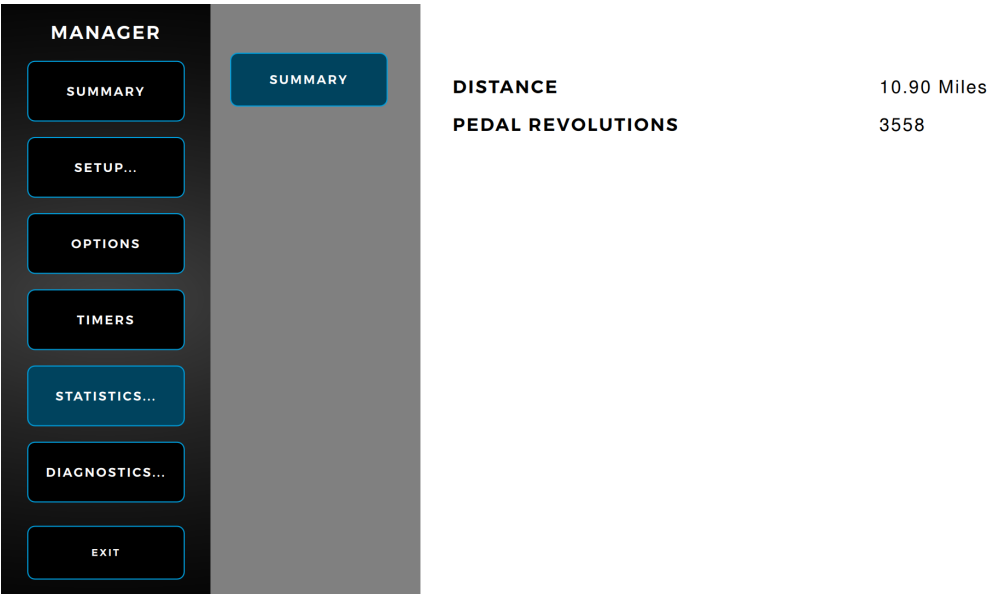 MANAGER
SUMMARY
SETUP...
OPTIONS
TIMERS
STATISTICS...
DIAGNOSTICS...
EXIT
SUMMARY
DISTANCE 10.90 Miles
PEDAL REVOLUTIONS 3558